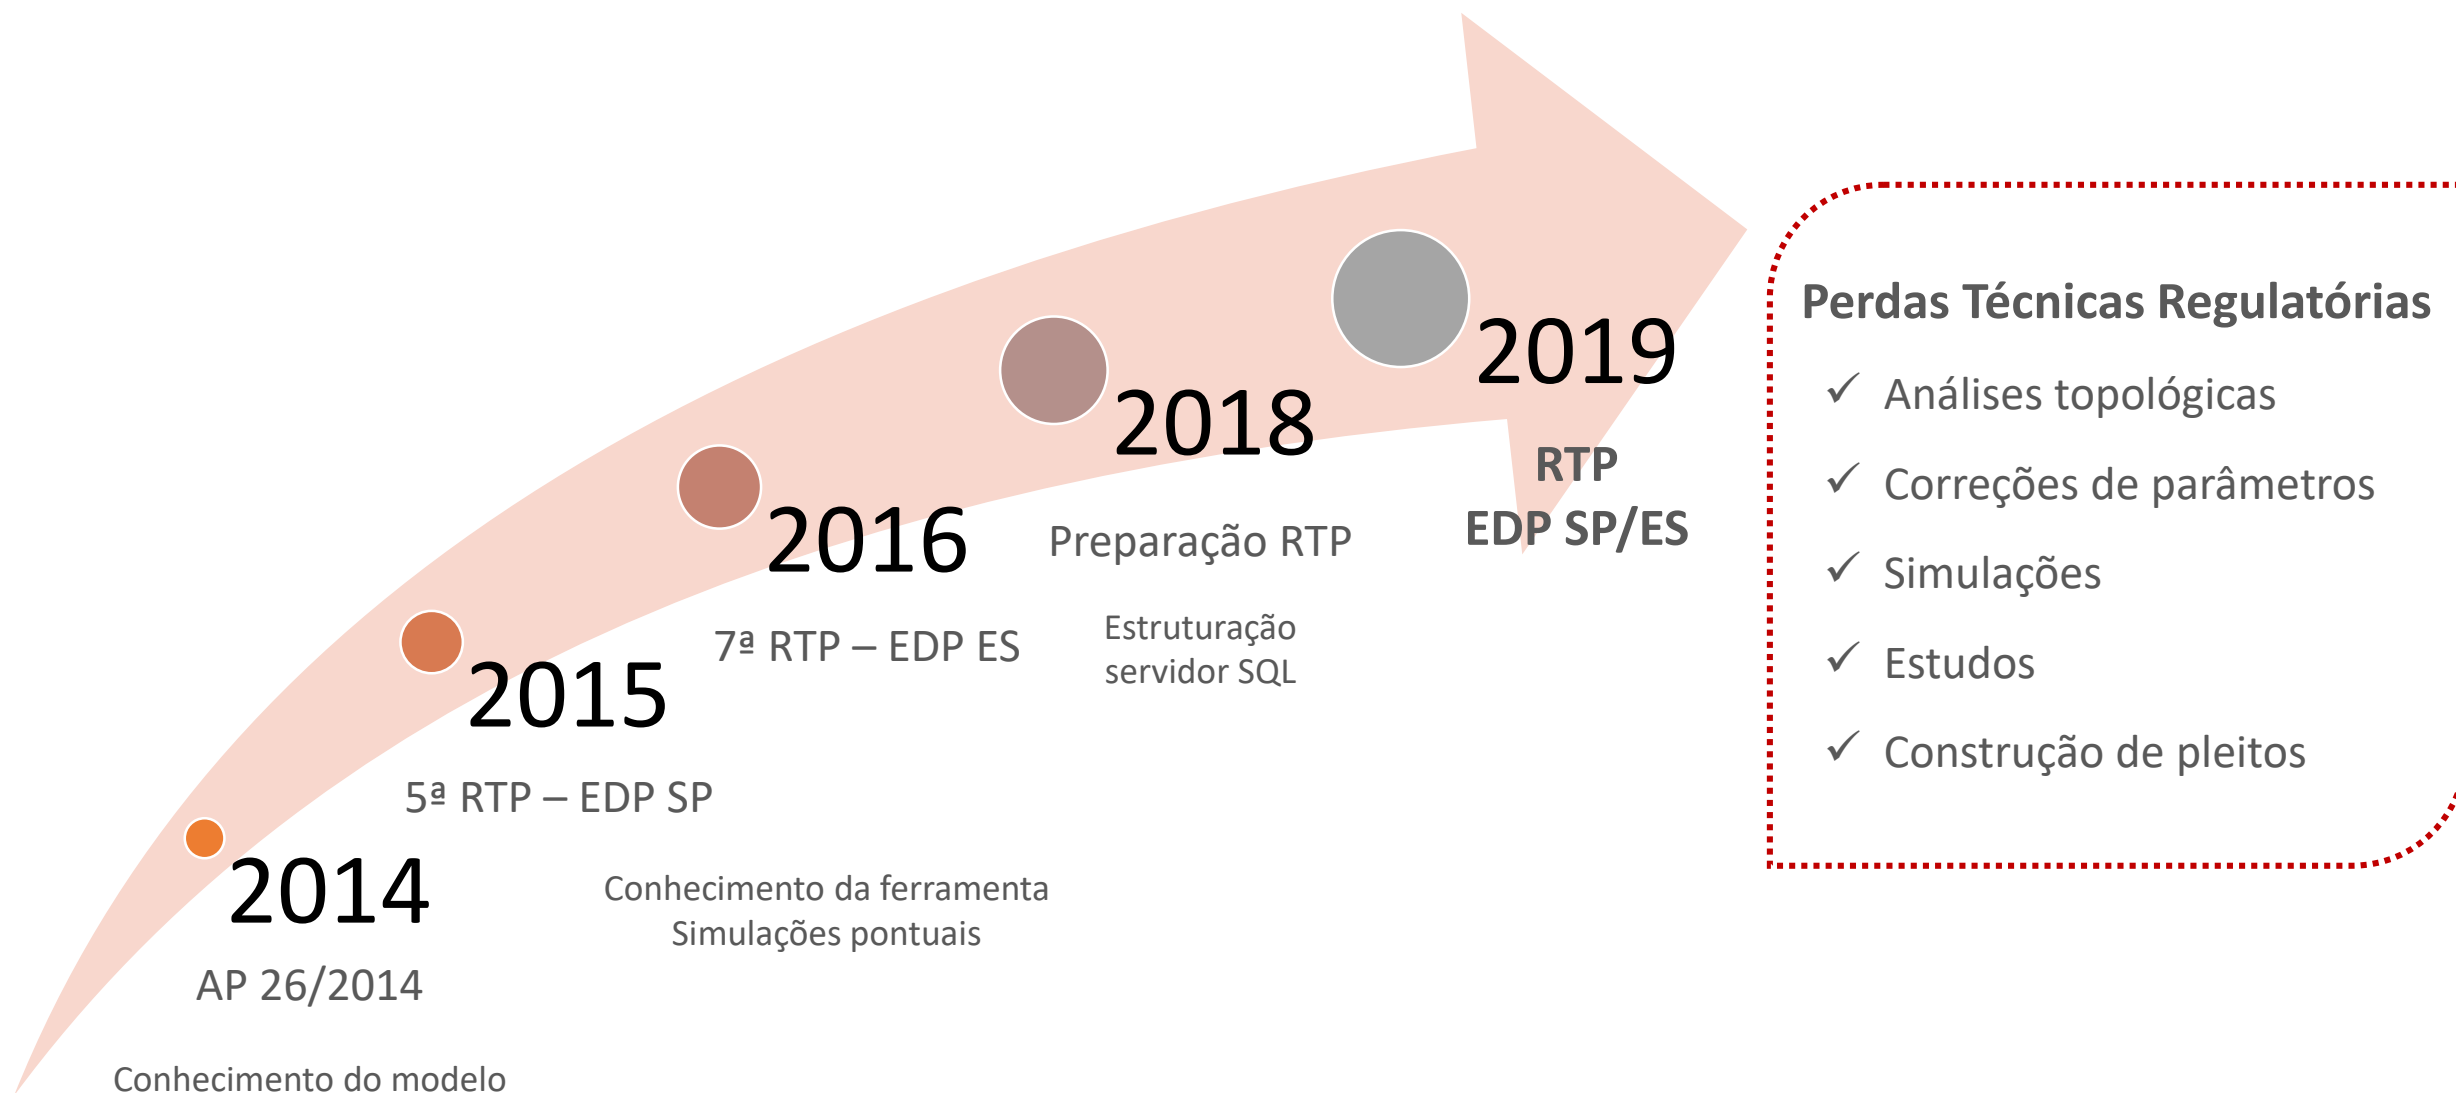 2014
AP 26/2014
Conhecimento do modelo
2015
5ª RTP – EDP SP
2016
7ª RTP – EDP ES
Conhecimento da ferramenta
Simulações pontuais
2018
Preparação RTP
Estruturação
servidor SQL
2019
RTP
EDP SP/ES
Perdas Técnicas Regulatórias
✓ Análises topológicas
✓ Correções de parâmetros
✓ Simulações
✓ Estudos
✓ Construção de pleitos